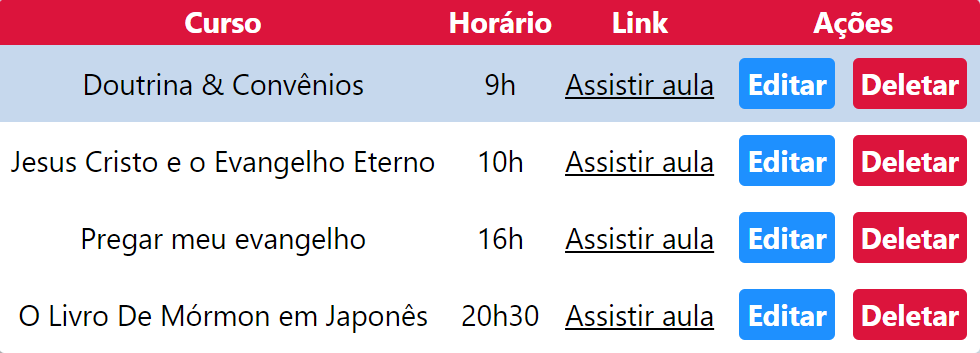 Curso Horário Link Ações
Doutrina & Convênios 9h Assistir aula Editar Deletar
Jesus Cristo e o Evangelho Eterno 10h Assistir aula Editar Deletar
Pregar meu evangelho 16h Assistir aula Editar Deletar
O Livro De Mórmon em Japonês 20h30 Assistir aula Editar Deletar